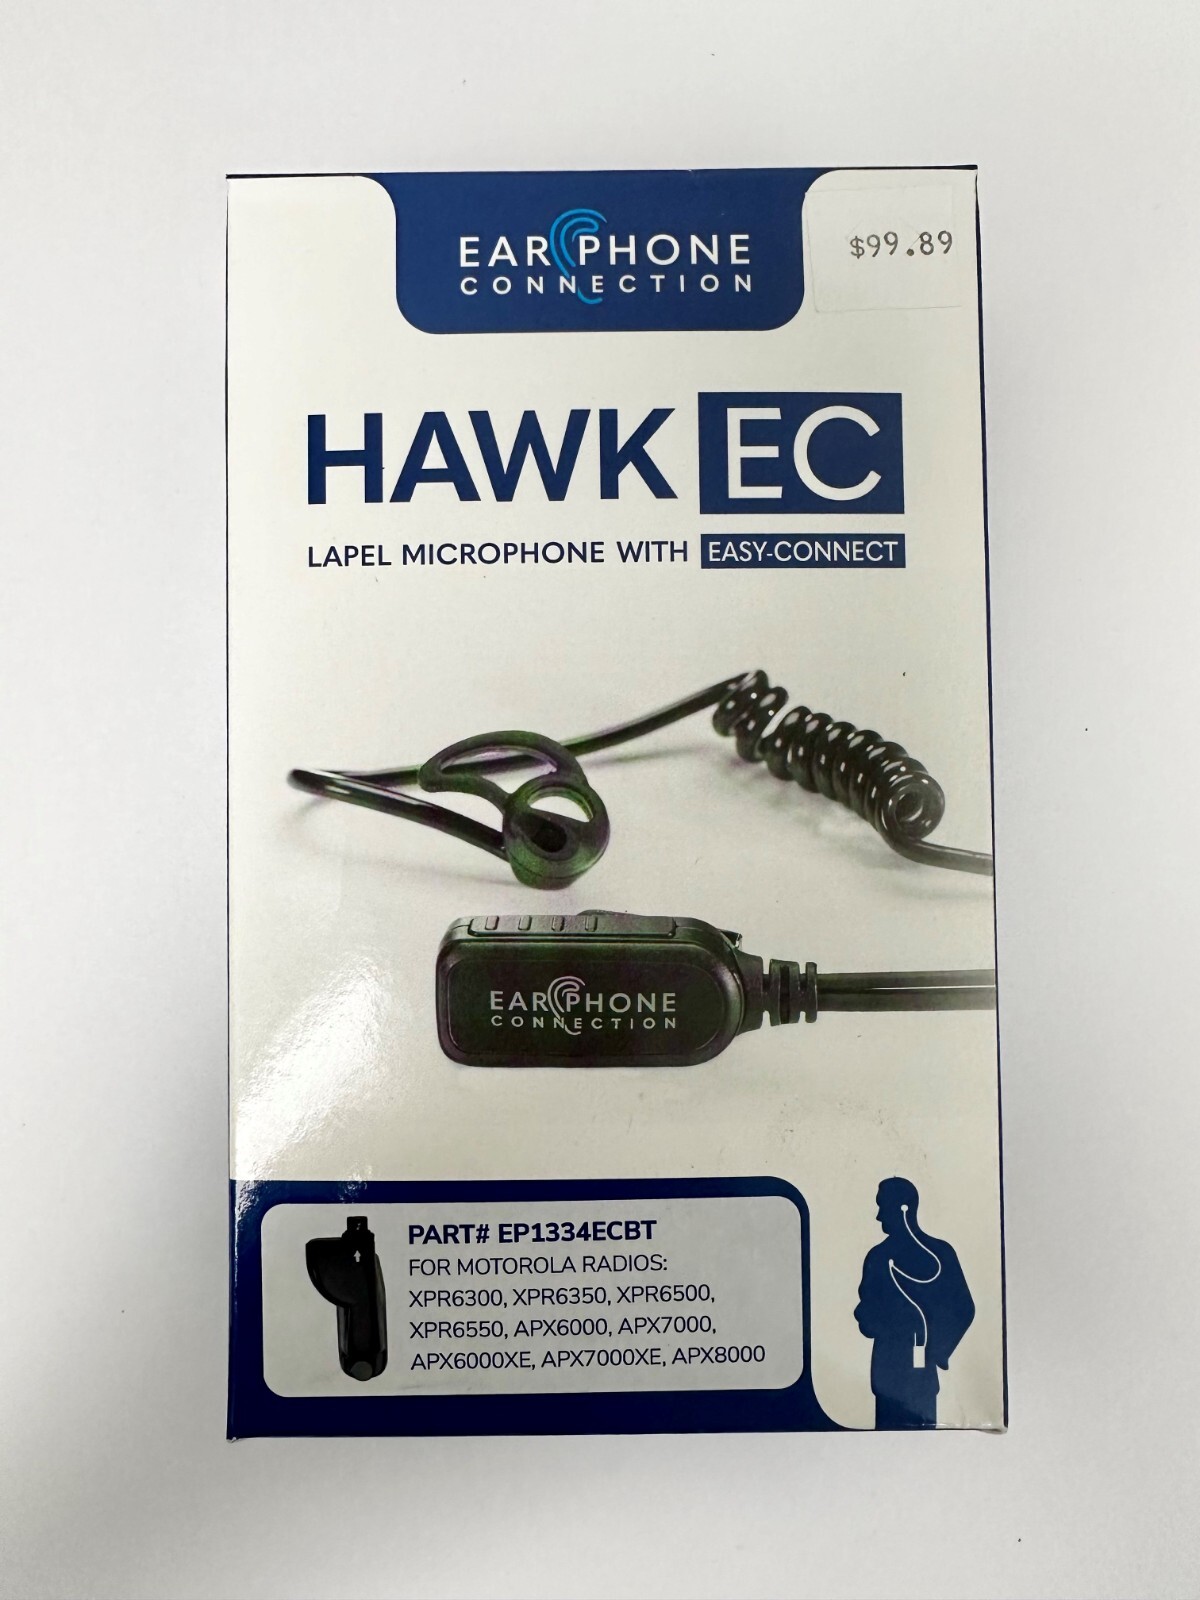 EARPHONE
CONNECTION
$99.89
HAWK EC
LAPEL MICROPHONE WITH EASY-CONNECT
EARPHONE
CONNECTION
PART# EP1334ECBT
FOR MOTOROLA RADIOS:
XPR6300, XPR6350, XPR6500,
XPR6550, APX6000, APX7000,
APX6000XE, APX7000XE, APX8000